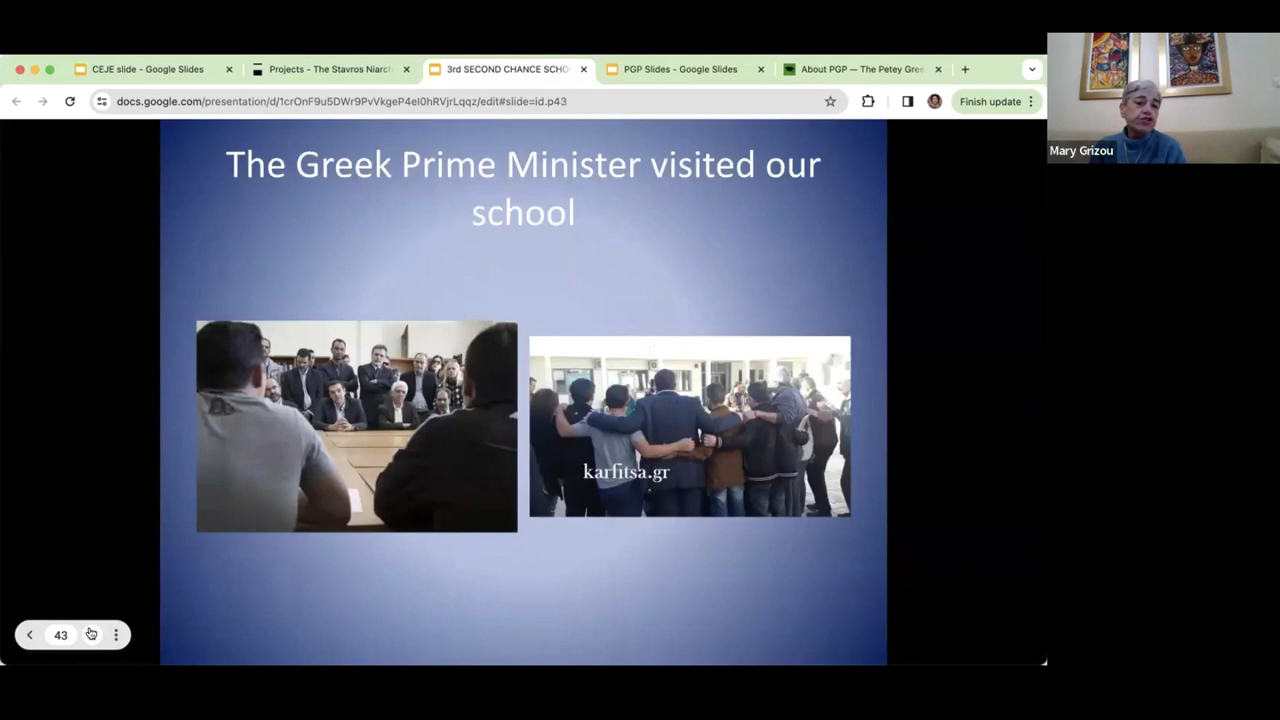 CEJE slide - Google Slides
Projects - The Stavros Niarch
3rd SECOND CHANCE SCHO
PGP Slides - Google Slides
About PGP — The Petey Gree
docs.google.com/presentation/d/1crOnF9u5DWr9PvVkgeP4eI0hRVjrLqqz/edit#slide=id.p43
Finish update
Mary Grizou
The Greek Prime Minister visited our
school
karfitsa.gr
43